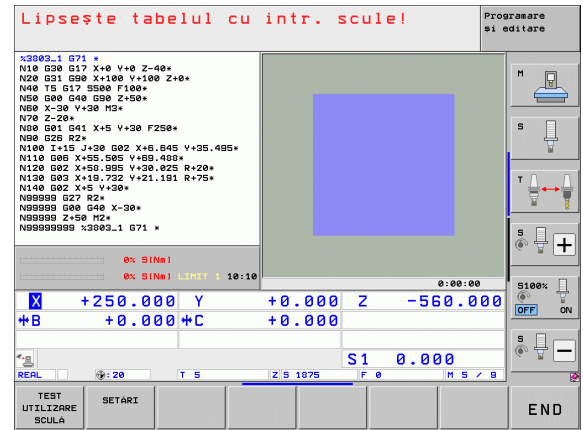 Lipseşte tabelul cu intr. scule!
Programare
si editare
%3803_1 G71 *
N10 G30 G17 X+0 Y+0 Z-40*
N20 G31 G90 X+100 Y+100 Z+0*
N40 T5 G17 S500 F100*
N50 G00 G40 G90 Z+50*
N60 X-30 Y+30 M3*
N70 Z-20*
N80 G01 G41 X+5 Y+30 F250*
N90 G26 R2*
N100 I+15 J+30 G02 X+6.645 Y+35.495*
N110 G06 X+55.505 Y+69.488*
N120 G02 X+58.995 Y+30.025 R+20*
N130 G03 X+19.732 Y+21.191 R+75*
N140 G02 X+5 Y+30*
N99999 G27 R2*
N99999 G00 G40 X-30*
N99999 Z+50 M2*
N99999999 %3803_1 G71 *
0% S[Nm]
0% S[Nm] LIMIT 1 10:10
0:00:00
X +250.000 Y +0.000 Z -560.000
B +0.000 C +0.000
S1 0.000
REAL : 20 T 5 Z S 1875 F 0 M 5 / 9
M
S
T
S
+
S100%
OFF ON
S
−
TEST
UTILIZARE
SCULĂ
SETĂRI
END